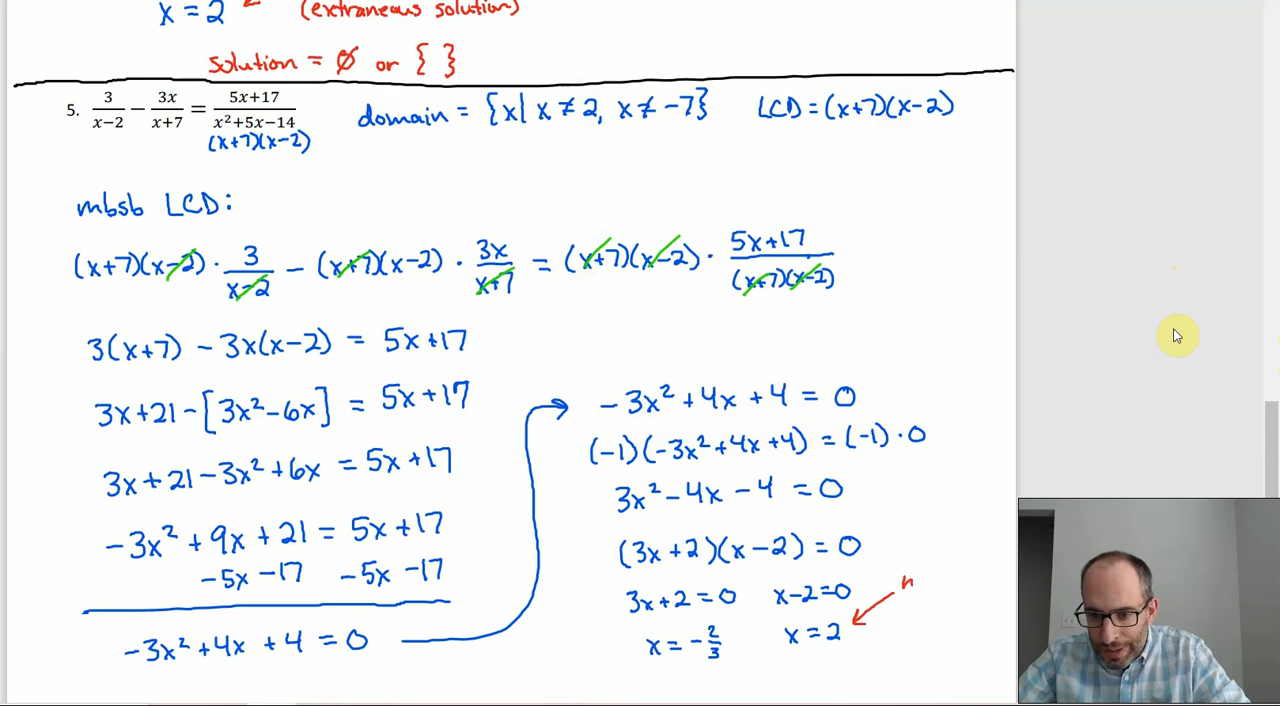 x = 2 (extraneous solution)
solution = ∅ or { }
5. 3/(x−2) − 3x/(x+7) = (5x+17)/(x²+5x−14) domain = {x| x ≠ 2, x ≠ −7} LCD = (x+7)(x−2)
(x+7)(x−2)
mbsb LCD:
(x+7)(x−2) · 3/(x−2) − (x+7)(x−2) · 3x/(x+7) = (x+7)(x−2) · (5x+17)/((x+7)(x−2))
3(x+7) − 3x(x−2) = 5x+17
3x+21 − [3x²−6x] = 5x+17
3x+21−3x²+6x = 5x+17
−3x² + 9x + 21 = 5x+17
−5x −17 −5x −17
−3x² + 4x + 4 = 0
−3x² + 4x + 4 = 0
(−1)(−3x²+4x+4) = (−1)·0
3x² − 4x − 4 = 0
(3x+2)(x−2) = 0
3x+2 = 0 x−2=0
x = −2/3 x = 2